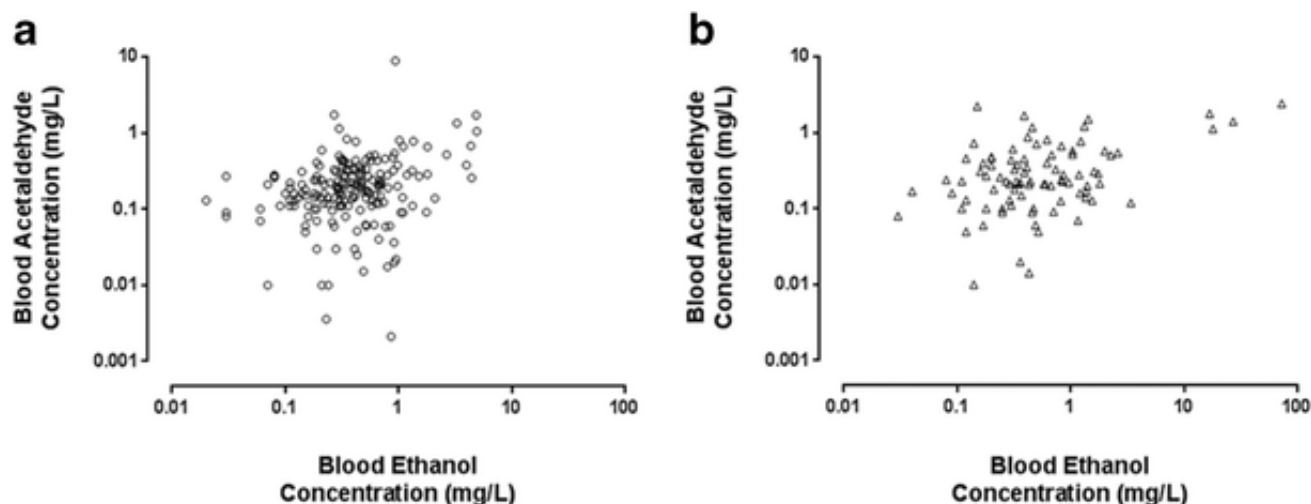 a
10
1
0.1
0.01
0.001
Blood Acetaldehyde
Concentration (mg/L)
0.01 0.1 1 10 100
Blood Ethanol
Concentration (mg/L)
b
10
1
0.1
0.01
0.001
Blood Acetaldehyde
Concentration (mg/L)
0.01 0.1 1 10 100
Blood Ethanol
Concentration (mg/L)